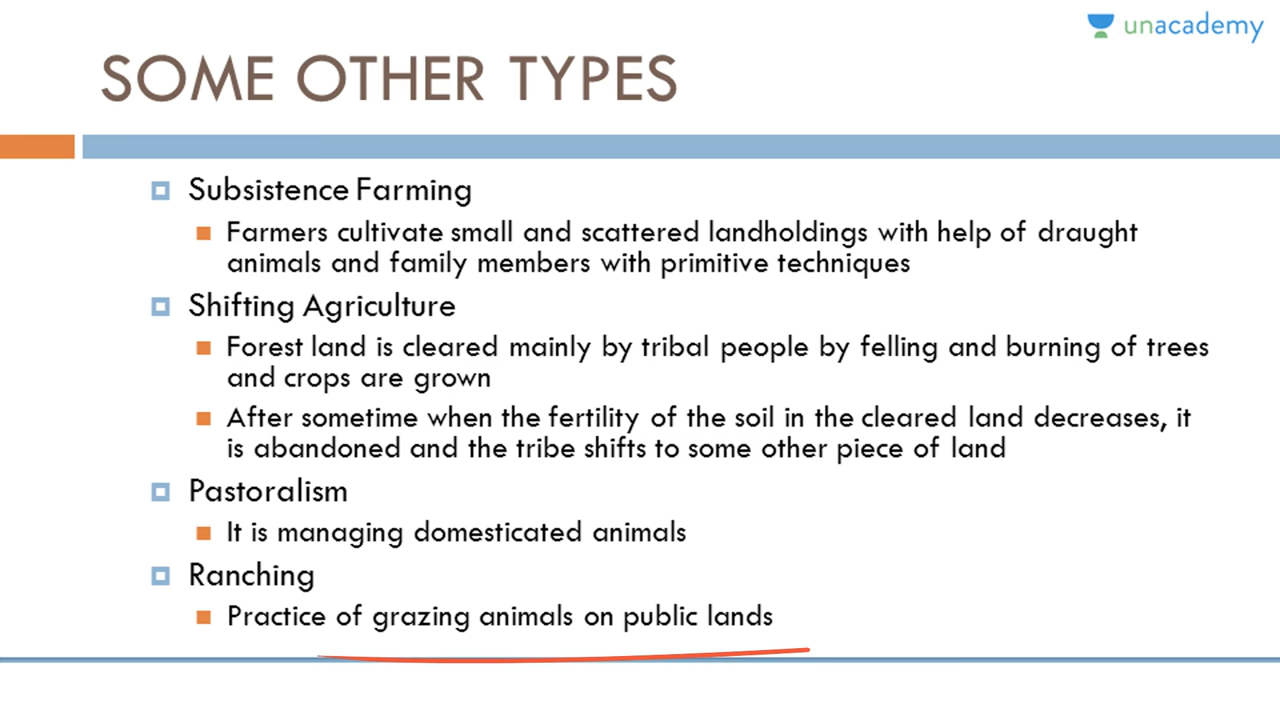 unacademy
SOME OTHER TYPES
Subsistence Farming
Farmers cultivate small and scattered landholdings with help of draught
animals and family members with primitive techniques
Shifting Agriculture
Forest land is cleared mainly by tribal people by felling and burning of trees
and crops are grown
After sometime when the fertility of the soil in the cleared land decreases, it
is abandoned and the tribe shifts to some other piece of land
Pastoralism
It is managing domesticated animals
Ranching
Practice of grazing animals on public lands